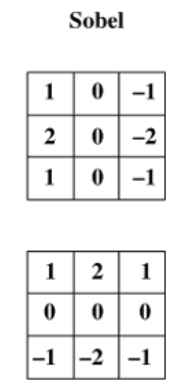 Sobel
1 0 –1
2 0 –2
1 0 –1
1 2 1
0 0 0
–1 –2 –1